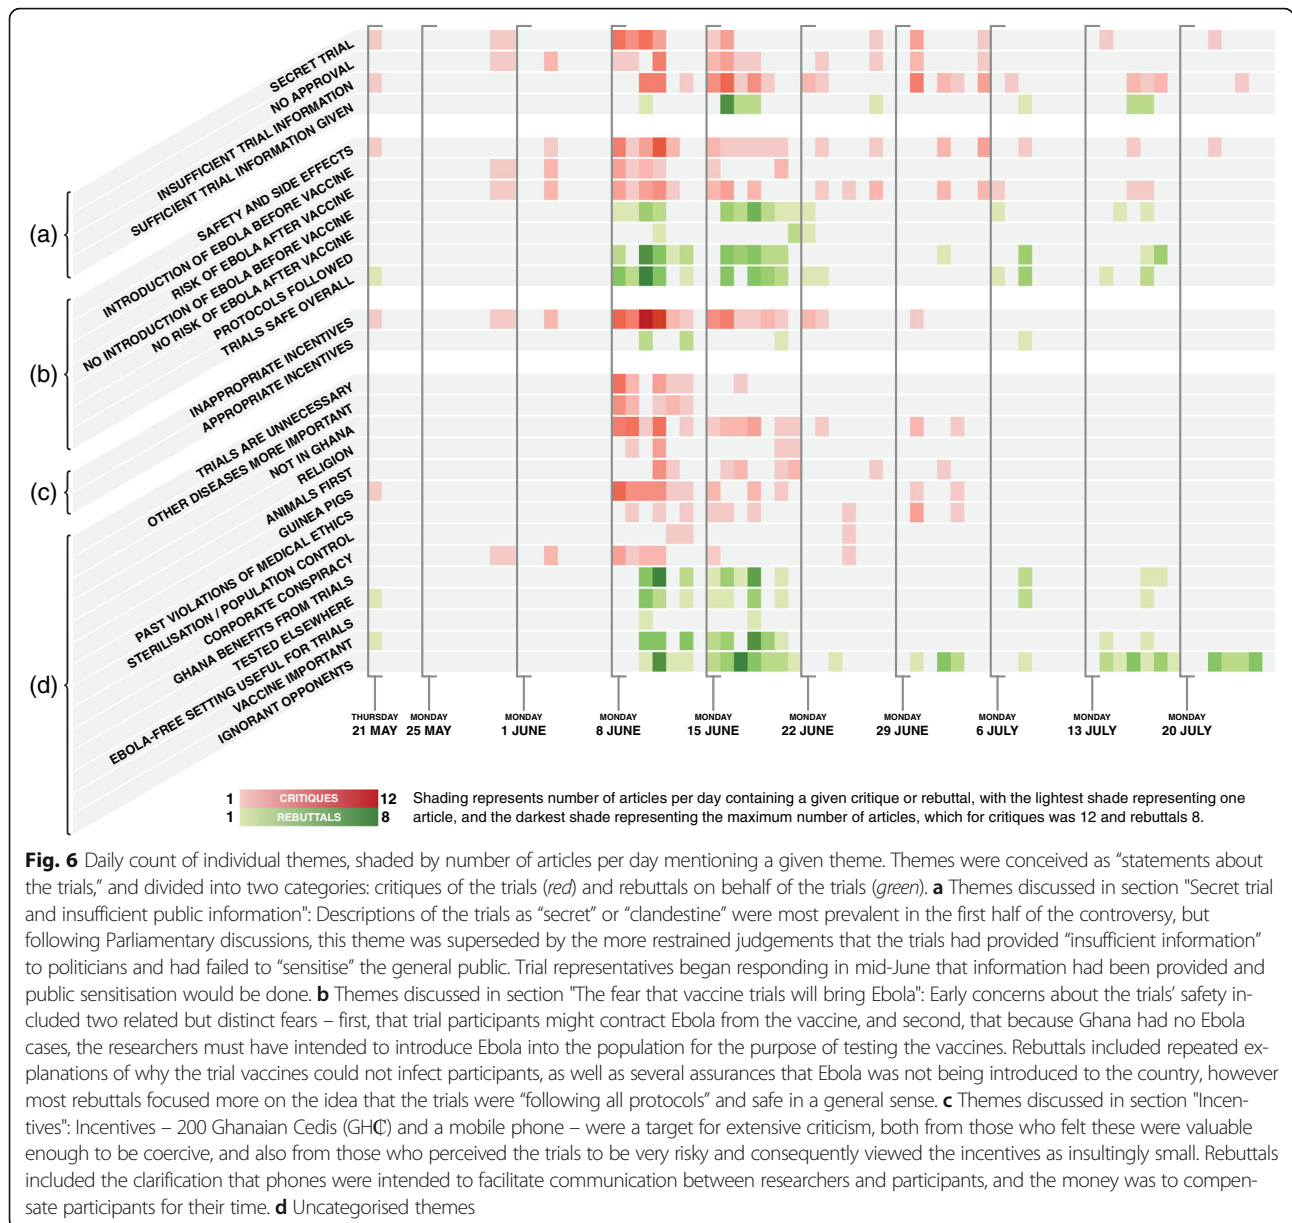 SECRET TRIAL
NO APPROVAL
INSUFFICIENT TRIAL INFORMATION
SUFFICIENT TRIAL INFORMATION GIVEN
(a)
SAFETY AND SIDE EFFECTS
INTRODUCTION OF EBOLA BEFORE VACCINE
RISK OF EBOLA AFTER VACCINE
NO INTRODUCTION OF EBOLA BEFORE VACCINE
NO RISK OF EBOLA AFTER VACCINE
PROTOCOLS FOLLOWED
TRIALS SAFE OVERALL
(b)
INAPPROPRIATE INCENTIVES
APPROPRIATE INCENTIVES
(c)
TRIALS ARE UNNECESSARY
OTHER DISEASES MORE IMPORTANT
NOT IN GHANA
RELIGION
ANIMALS FIRST
GUINEA PIGS
PAST VIOLATIONS OF MEDICAL ETHICS
STERILISATION / POPULATION CONTROL
CORPORATE CONSPIRACY
GHANA BENEFITS FROM TRIALS
TESTED ELSEWHERE
EBOLA-FREE SETTING USEFUL FOR TRIALS
VACCINE IMPORTANT
IGNORANT OPPONENTS
(d)
THURSDAY MONDAY MONDAY MONDAY MONDAY MONDAY MONDAY MONDAY MONDAY MONDAY
21 MAY 25 MAY 1 JUNE 8 JUNE 15 JUNE 22 JUNE 29 JUNE 6 JULY 13 JULY 20 JULY
1 CRITIQUES 12
1 REBUTTALS 8
Shading represents number of articles per day containing a given critique or rebuttal, with the lightest shade representing one
article, and the darkest shade representing the maximum number of articles, which for critiques was 12 and rebuttals 8.
Fig. 6 Daily count of individual themes, shaded by number of articles per day mentioning a given theme. Themes were conceived as “statements about
the trials,” and divided into two categories: critiques of the trials (red) and rebuttals on behalf of the trials (green). a Themes discussed in section "Secret trial
and insufficient public information": Descriptions of the trials as “secret” or “clandestine” were most prevalent in the first half of the controversy, but
following Parliamentary discussions, this theme was superseded by the more restrained judgements that the trials had provided “insufficient information”
to politicians and had failed to “sensitise” the general public. Trial representatives began responding in mid-June that information had been provided and
public sensitisation would be done. b Themes discussed in section "The fear that vaccine trials will bring Ebola": Early concerns about the trials’ safety in-
cluded two related but distinct fears – first, that trial participants might contract Ebola from the vaccine, and second, that because Ghana had no Ebola
cases, the researchers must have intended to introduce Ebola into the population for the purpose of testing the vaccines. Rebuttals included repeated ex-
planations of why the trial vaccines could not infect participants, as well as several assurances that Ebola was not being introduced to the country, however
most rebuttals focused more on the idea that the trials were “following all protocols” and safe in a general sense. c Themes discussed in section "Incen-
tives": Incentives – 200 Ghanaian Cedis (GH₵) and a mobile phone – were a target for extensive criticism, both from those who felt these were valuable
enough to be coercive, and also from those who perceived the trials to be very risky and consequently viewed the incentives as insultingly small. Rebuttals
included the clarification that phones were intended to facilitate communication between researchers and participants, and the money was to compen-
sate participants for their time. d Uncategorised themes